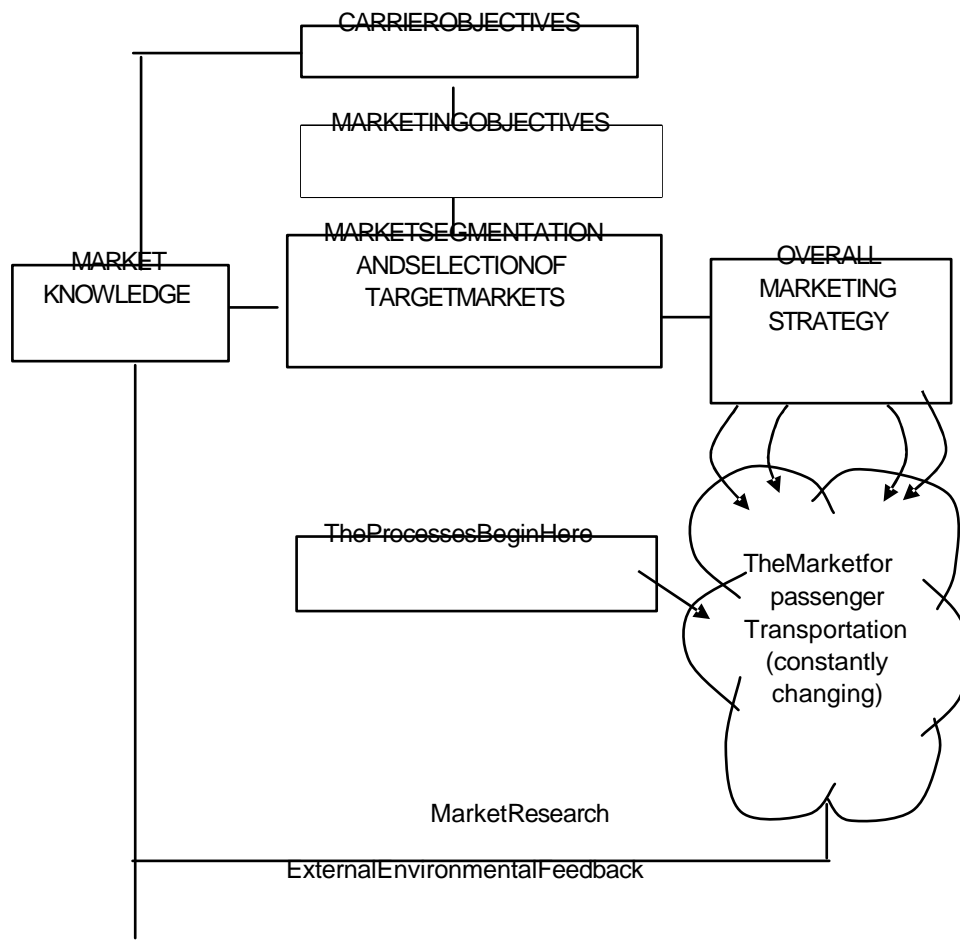 CARRIEROBJECTIVES
MARKETINGOBJECTIVES
MARKETSEGMENTATION
ANDSELECTIONOF
TARGETMARKETS
MARKET
KNOWLEDGE
OVERALL
MARKETING
STRATEGY
TheProcessesBeginHere
TheMarketfor
passenger
Transportation
(constantly
changing)
MarketResearch
ExternalEnvironmentalFeedback